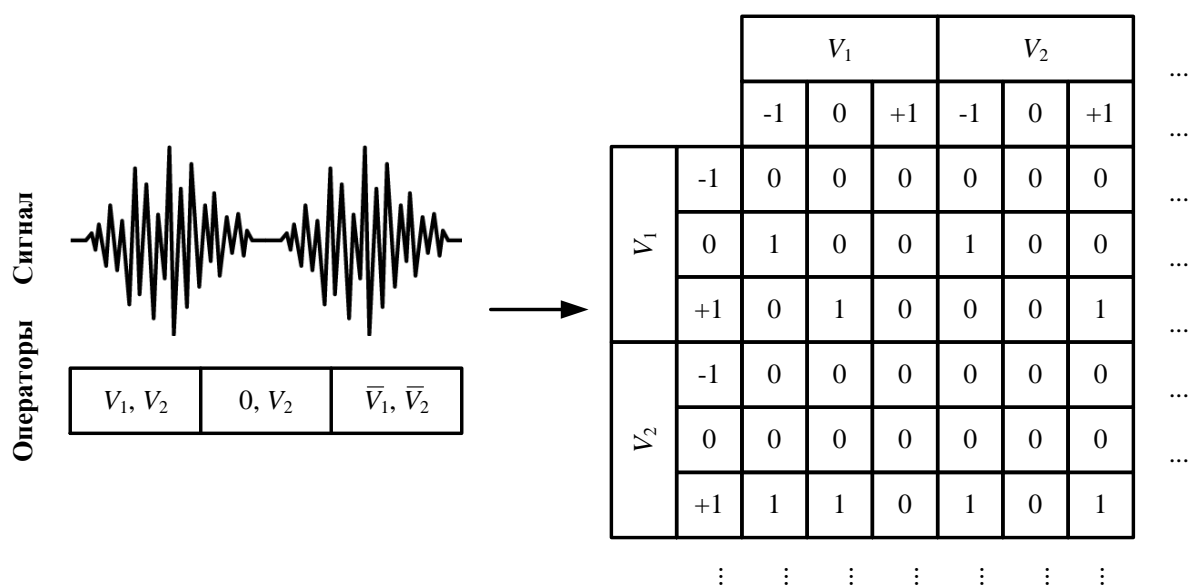 V1 V2 ...
-1 0 +1 -1 0 +1 ...
Сигнал
Операторы
V1, V2 0, V2 V̅1, V̅2
V1
-1 0 0 0 0 0 0 ...
0 1 0 0 1 0 0 ...
+1 0 1 0 0 0 1 ...
V2
-1 0 0 0 0 0 0 ...
0 0 0 0 0 0 0 ...
+1 1 1 0 1 0 1
... ... ... ... ... ... ...